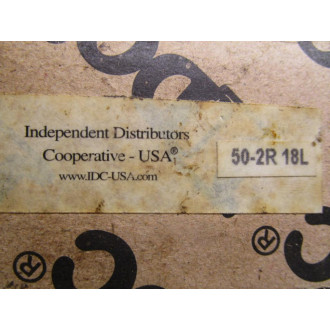 Independent Distributors
Cooperative - USA®
www.IDC-USA.com
50-2R 18L
®
®